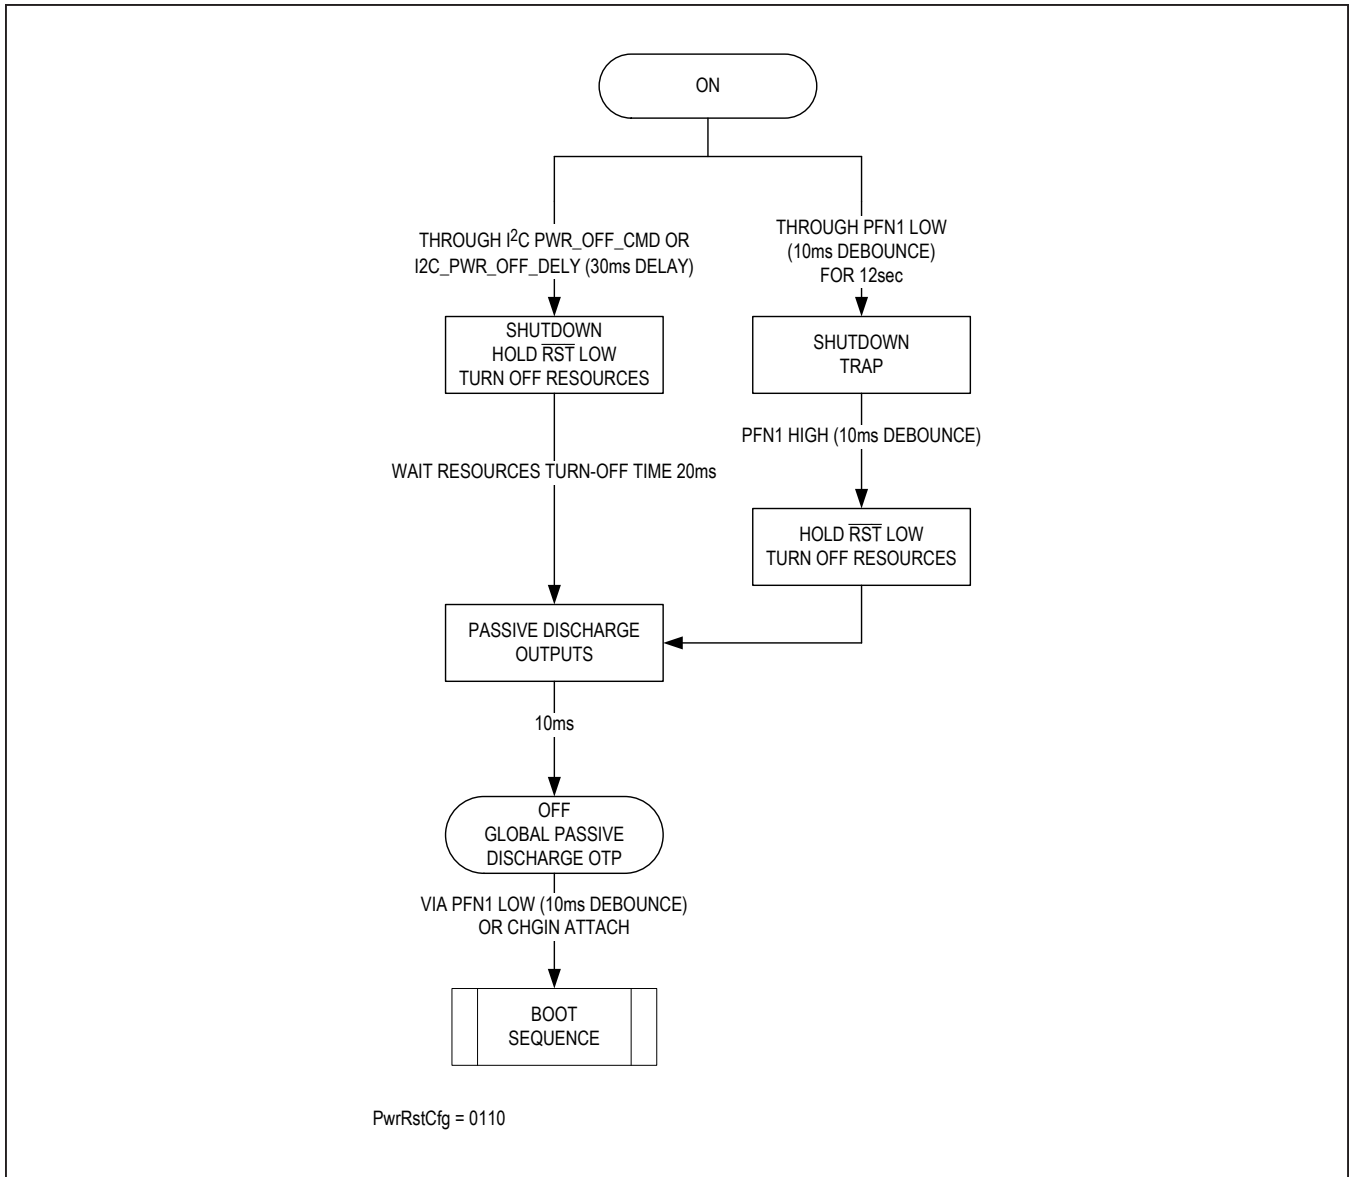 ON
THROUGH I²C PWR_OFF_CMD OR
I2C_PWR_OFF_DELY (30ms DELAY)
THROUGH PFN1 LOW
(10ms DEBOUNCE)
FOR 12sec
SHUTDOWN
HOLD R̅S̅T̅ LOW
TURN OFF RESOURCES
SHUTDOWN
TRAP
PFN1 HIGH (10ms DEBOUNCE)
WAIT RESOURCES TURN-OFF TIME 20ms
HOLD R̅S̅T̅ LOW
TURN OFF RESOURCES
PASSIVE DISCHARGE
OUTPUTS
10ms
OFF
GLOBAL PASSIVE
DISCHARGE OTP
VIA PFN1 LOW (10ms DEBOUNCE)
OR CHGIN ATTACH
BOOT
SEQUENCE
PwrRstCfg = 0110